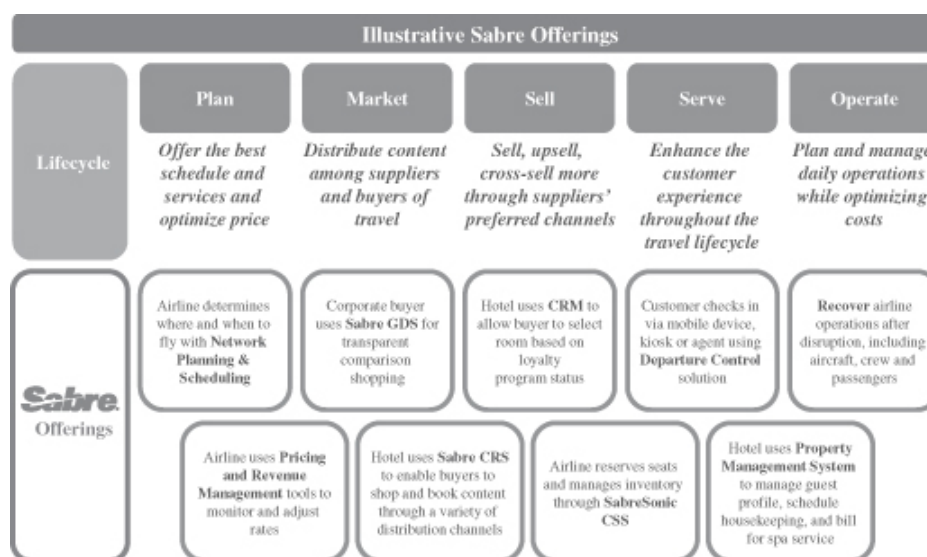 Illustrative Sabre Offerings
Lifecycle
Plan
Offer the best
schedule and
services and
optimize price
Market
Distribute content
among suppliers
and buyers of
travel
Sell
Sell, upsell,
cross-sell more
through suppliers'
preferred channels
Serve
Enhance the
customer
experience
throughout the
travel lifecycle
Operate
Plan and manage
daily operations
while optimizing
costs
Sabre
Offerings
Airline determines
where and when to
fly with Network
Planning &
Scheduling
Corporate buyer
uses Sabre GDS for
transparent
comparison
shopping
Hotel uses CRM to
allow buyer to select
room based on
loyalty
program status
Customer checks in
via mobile device,
kiosk or agent using
Departure Control
solution
Recover airline
operations after
disruption, including
aircraft, crew and
passengers
Airline uses Pricing
and Revenue
Management tools to
monitor and adjust
rates
Hotel uses Sabre CRS
to enable buyers to
shop and book content
through a variety of
distribution channels
Airline reserves seats
and manages inventory
through SabreSonic
CSS
Hotel uses Property
Management System
to manage guest
profile, schedule
housekeeping, and bill
for spa service